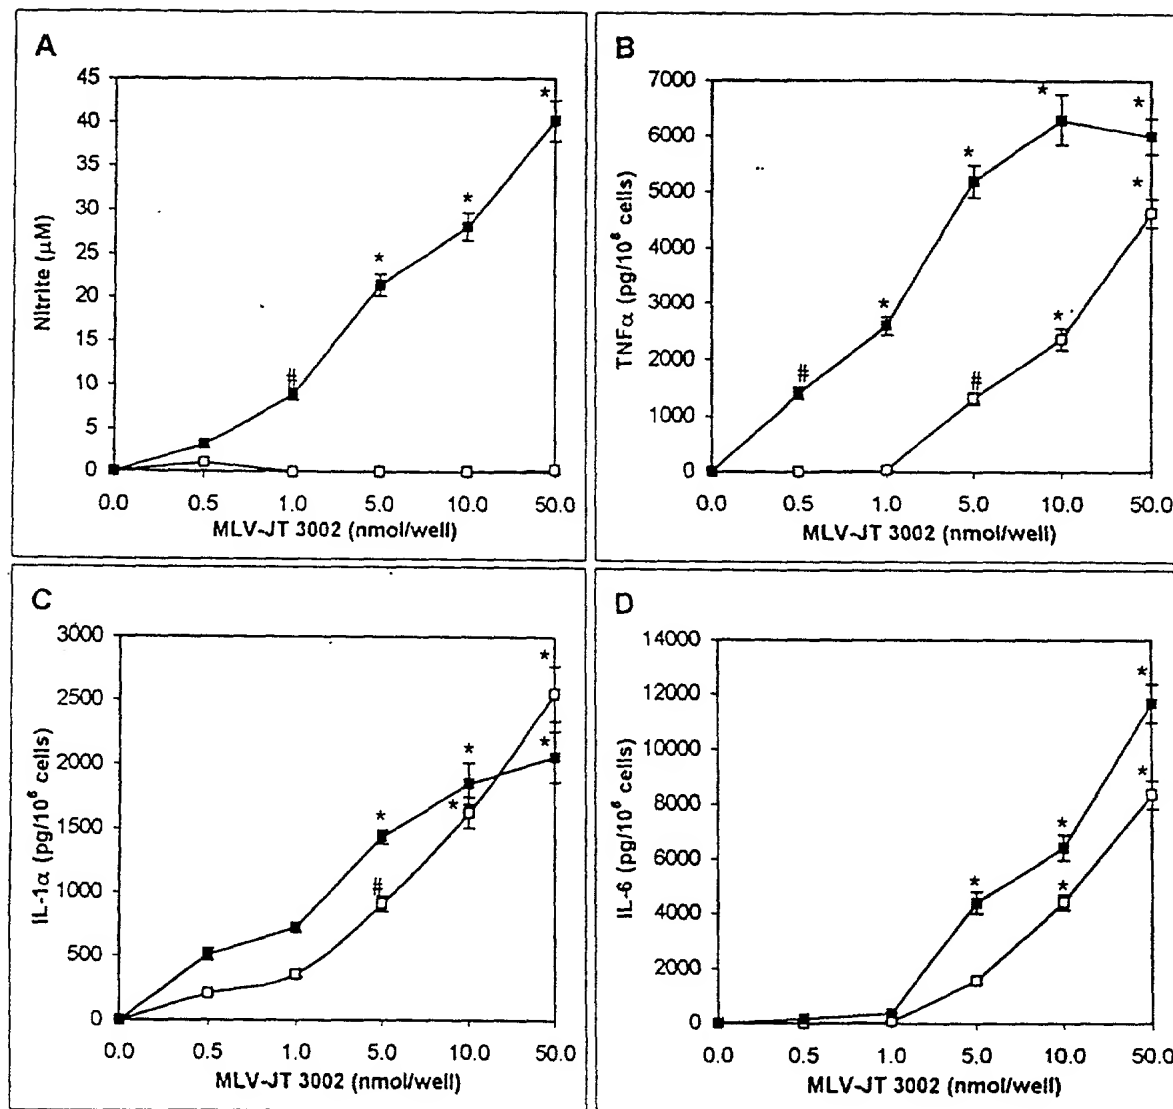 A
Nitrite (µM)
45
40
35
30
25
20
15
10
5
0
* * * * #
0.0 0.5 1.0 5.0 10.0 50.0
MLV-JT 3002 (nmol/well)
B
TNFα (pg/10⁶ cells)
7000
6000
5000
4000
3000
2000
1000
0
* * * * * * # #
0.0 0.5 1.0 5.0 10.0 50.0
MLV-JT 3002 (nmol/well)
C
IL-1α (pg/10⁶ cells)
3000
2500
2000
1500
1000
500
0
* * * * * #
0.0 0.5 1.0 5.0 10.0 50.0
MLV-JT 3002 (nmol/well)
D
IL-6 (pg/10⁶ cells)
14000
12000
10000
8000
6000
4000
2000
0
* * * * *
0.0 0.5 1.0 5.0 10.0 50.0
MLV-JT 3002 (nmol/well)